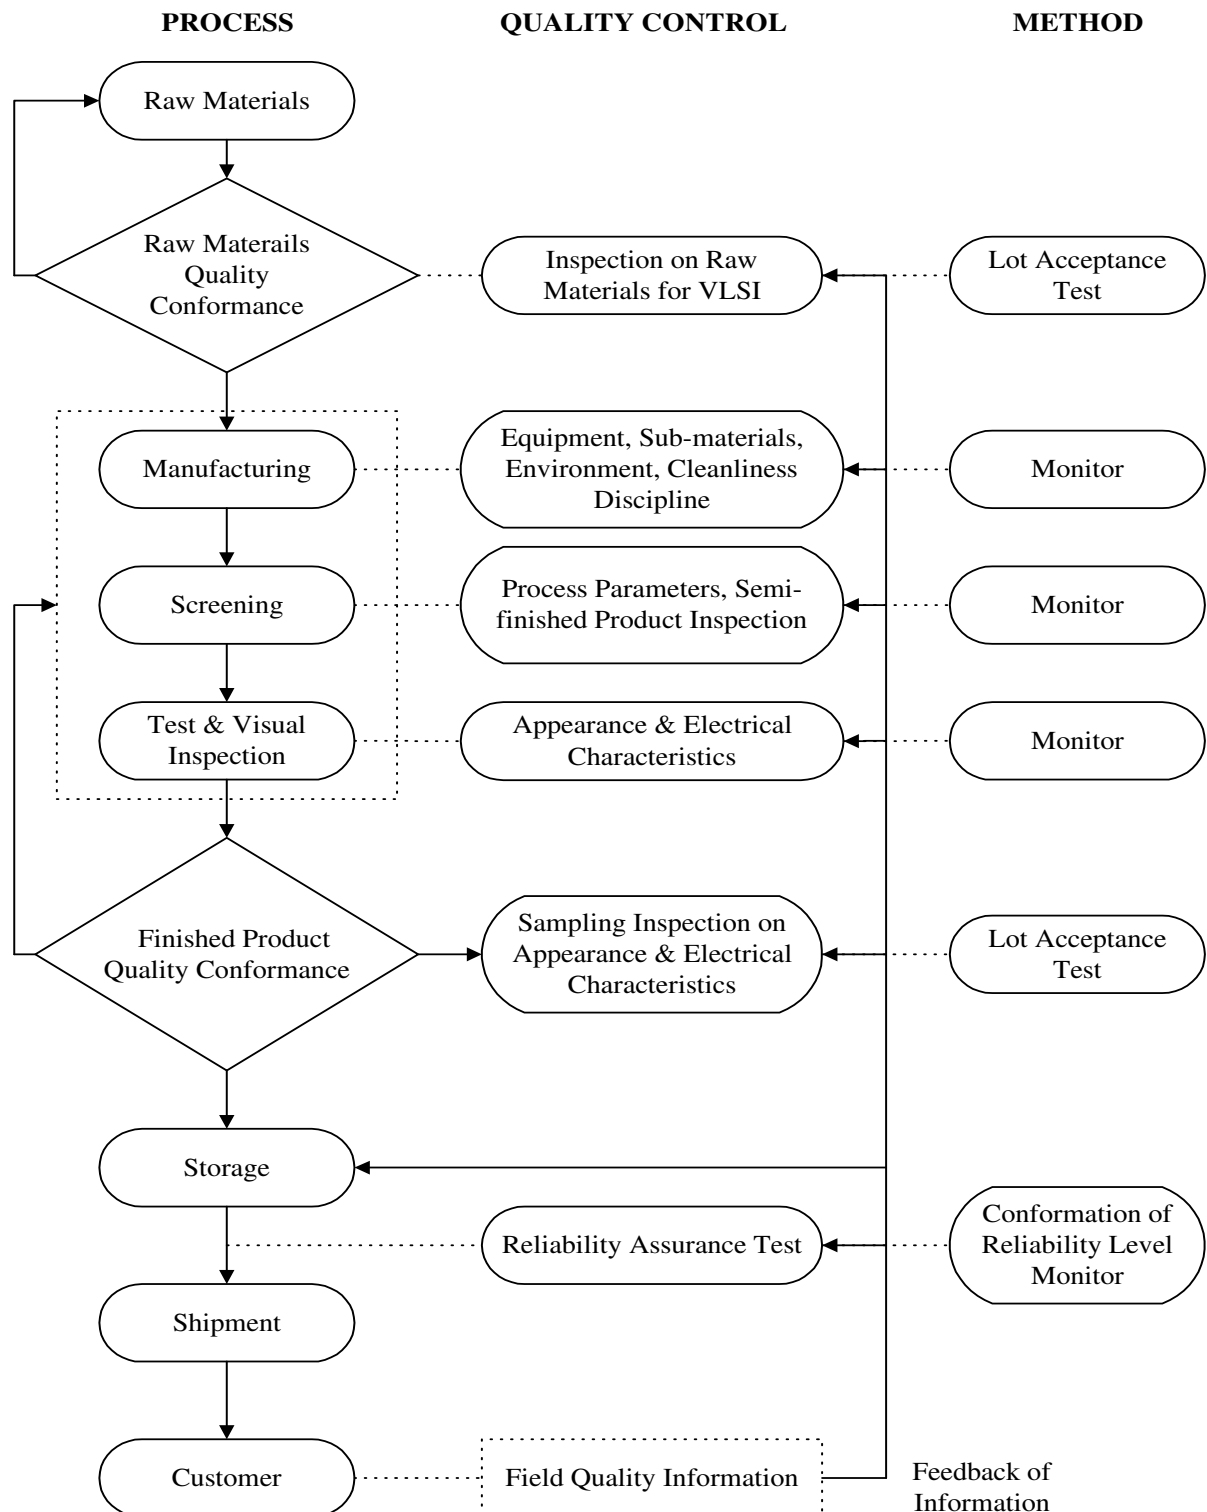 PROCESS
QUALITY CONTROL
METHOD
Raw Materials
Raw Materails
Quality
Conformance
Inspection on Raw
Materials for VLSI
Lot Acceptance
Test
Manufacturing
Equipment, Sub-materials,
Environment, Cleanliness
Discipline
Monitor
Screening
Process Parameters, Semi-
finished Product Inspection
Monitor
Test & Visual
Inspection
Appearance & Electrical
Characteristics
Monitor
Finished Product
Quality Conformance
Sampling Inspection on
Appearance & Electrical
Characteristics
Lot Acceptance
Test
Storage
Reliability Assurance Test
Conformation of
Reliability Level
Monitor
Shipment
Customer
Field Quality Information
Feedback of
Information